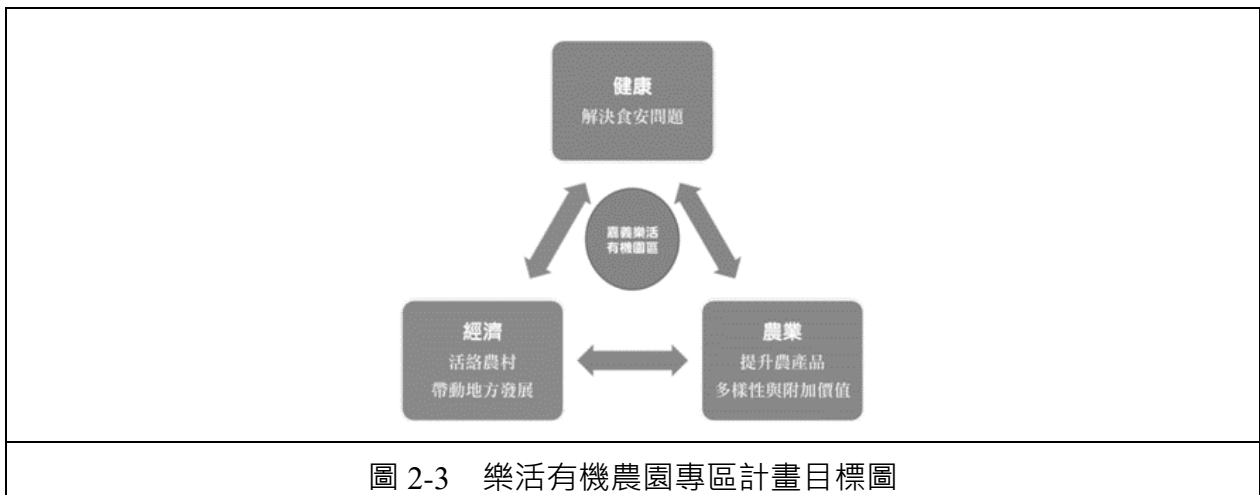 健康
解決食安問題
嘉義樂活
有機園區
經濟
活絡農村
帶動地方發展
農業
提升農產品
多樣性與附加價值
圖 2-3 樂活有機農園專區計畫目標圖